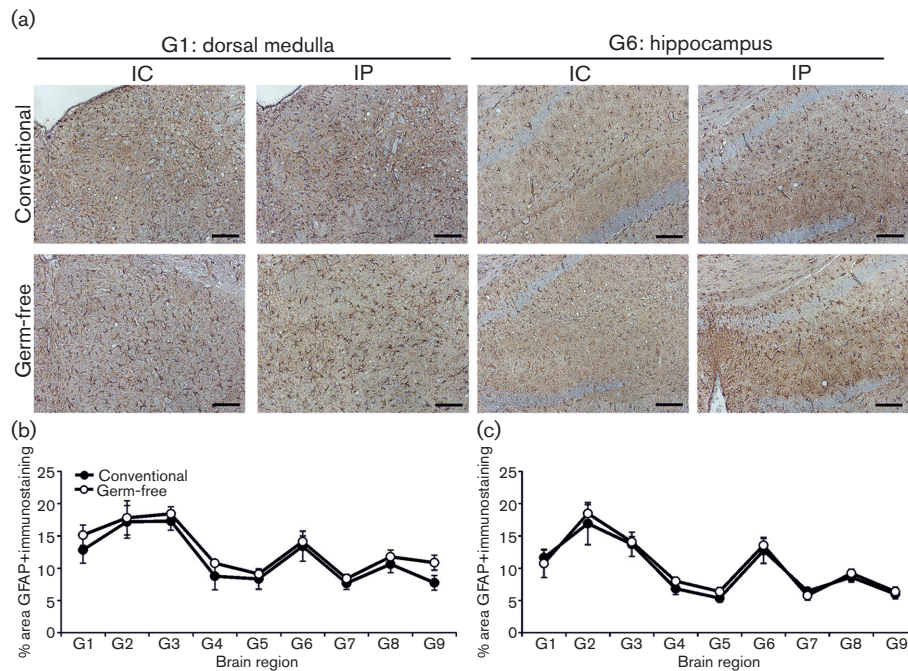 (a)
G1: dorsal medulla
G6: hippocampus
IC
IP
IC
IP
Conventional
Germ-free
(b)
% area GFAP+immunostaining
25
20
15
10
5
0
Conventional
Germ-free
G1 G2 G3 G4 G5 G6 G7 G8 G9
Brain region
(c)
% area GFAP+immunostaining
25
20
15
10
5
0
G1 G2 G3 G4 G5 G6 G7 G8 G9
Brain region